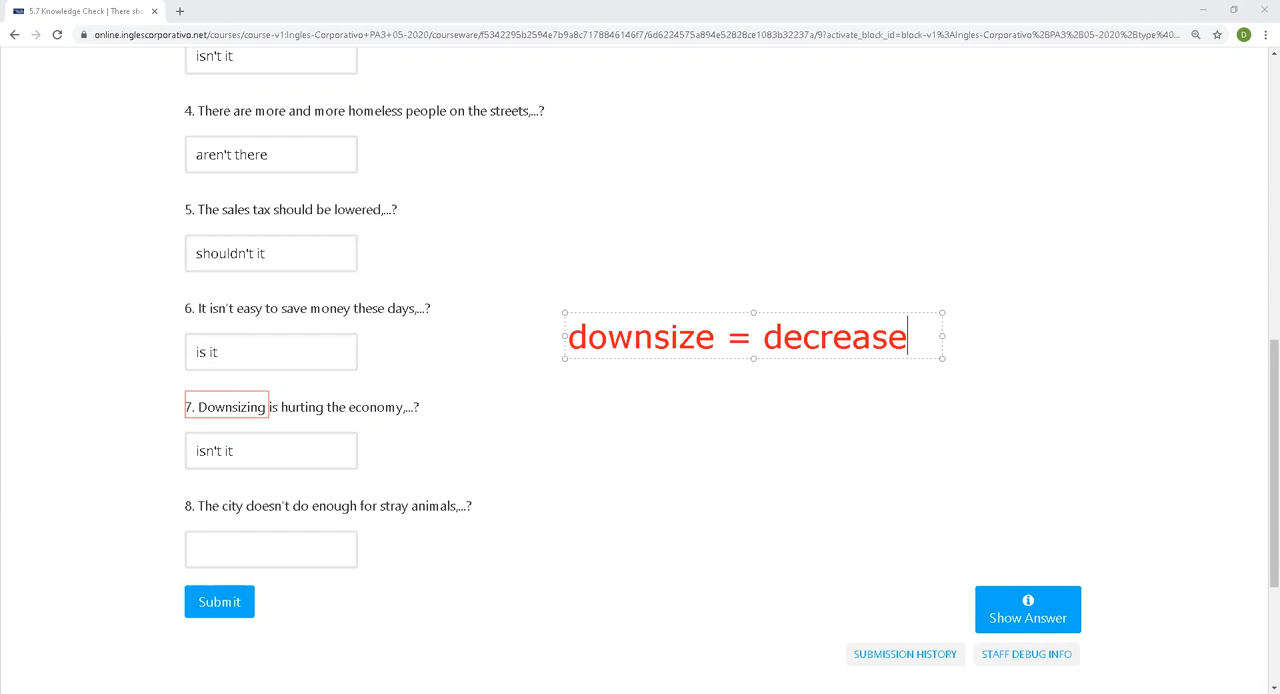 5.7 Knowledge Check | There sho
online.inglescorporativo.net/courses/course-v1:Ingles-Corporativo+PA3+05-2020/courseware/f5342295b2594e7b9a8c7178846146f7/6d6224575a894e52828ce1083b32237a/9?activate_block_id=block-v1%3AIngles-Corporativo%2BPA3%2B05-2020%2Btype%40...
D
isn't it
4. There are more and more homeless people on the streets,...?
aren't there
5. The sales tax should be lowered,...?
shouldn't it
6. It isn't easy to save money these days,...?
downsize = decrease
is it
7. Downsizing is hurting the economy,...?
isn't it
8. The city doesn't do enough for stray animals,...?
Submit
Show Answer
SUBMISSION HISTORY
STAFF DEBUG INFO